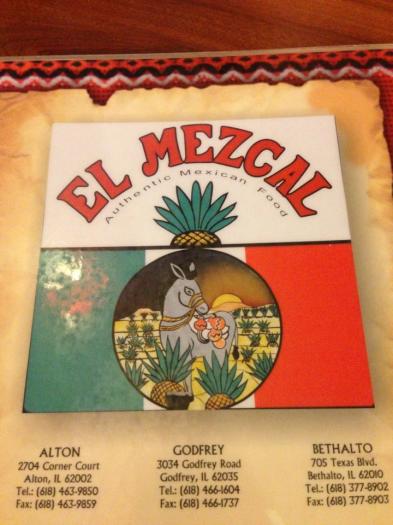 EL MEZCAL
Authentic Mexican Food
ALTON
2704 Corner Court
Alton, IL 62002
Tel.: (618) 463-9850
Fax: (618) 463-9859
GODFREY
3034 Godfrey Road
Godfrey, IL 62035
Tel.: (618) 466-1604
Fax: (618) 466-1737
BETHALTO
705 Texas Blvd.
Bethalto, IL 62010
Tel.: (618) 377-8902
Fax: (618) 377-8903